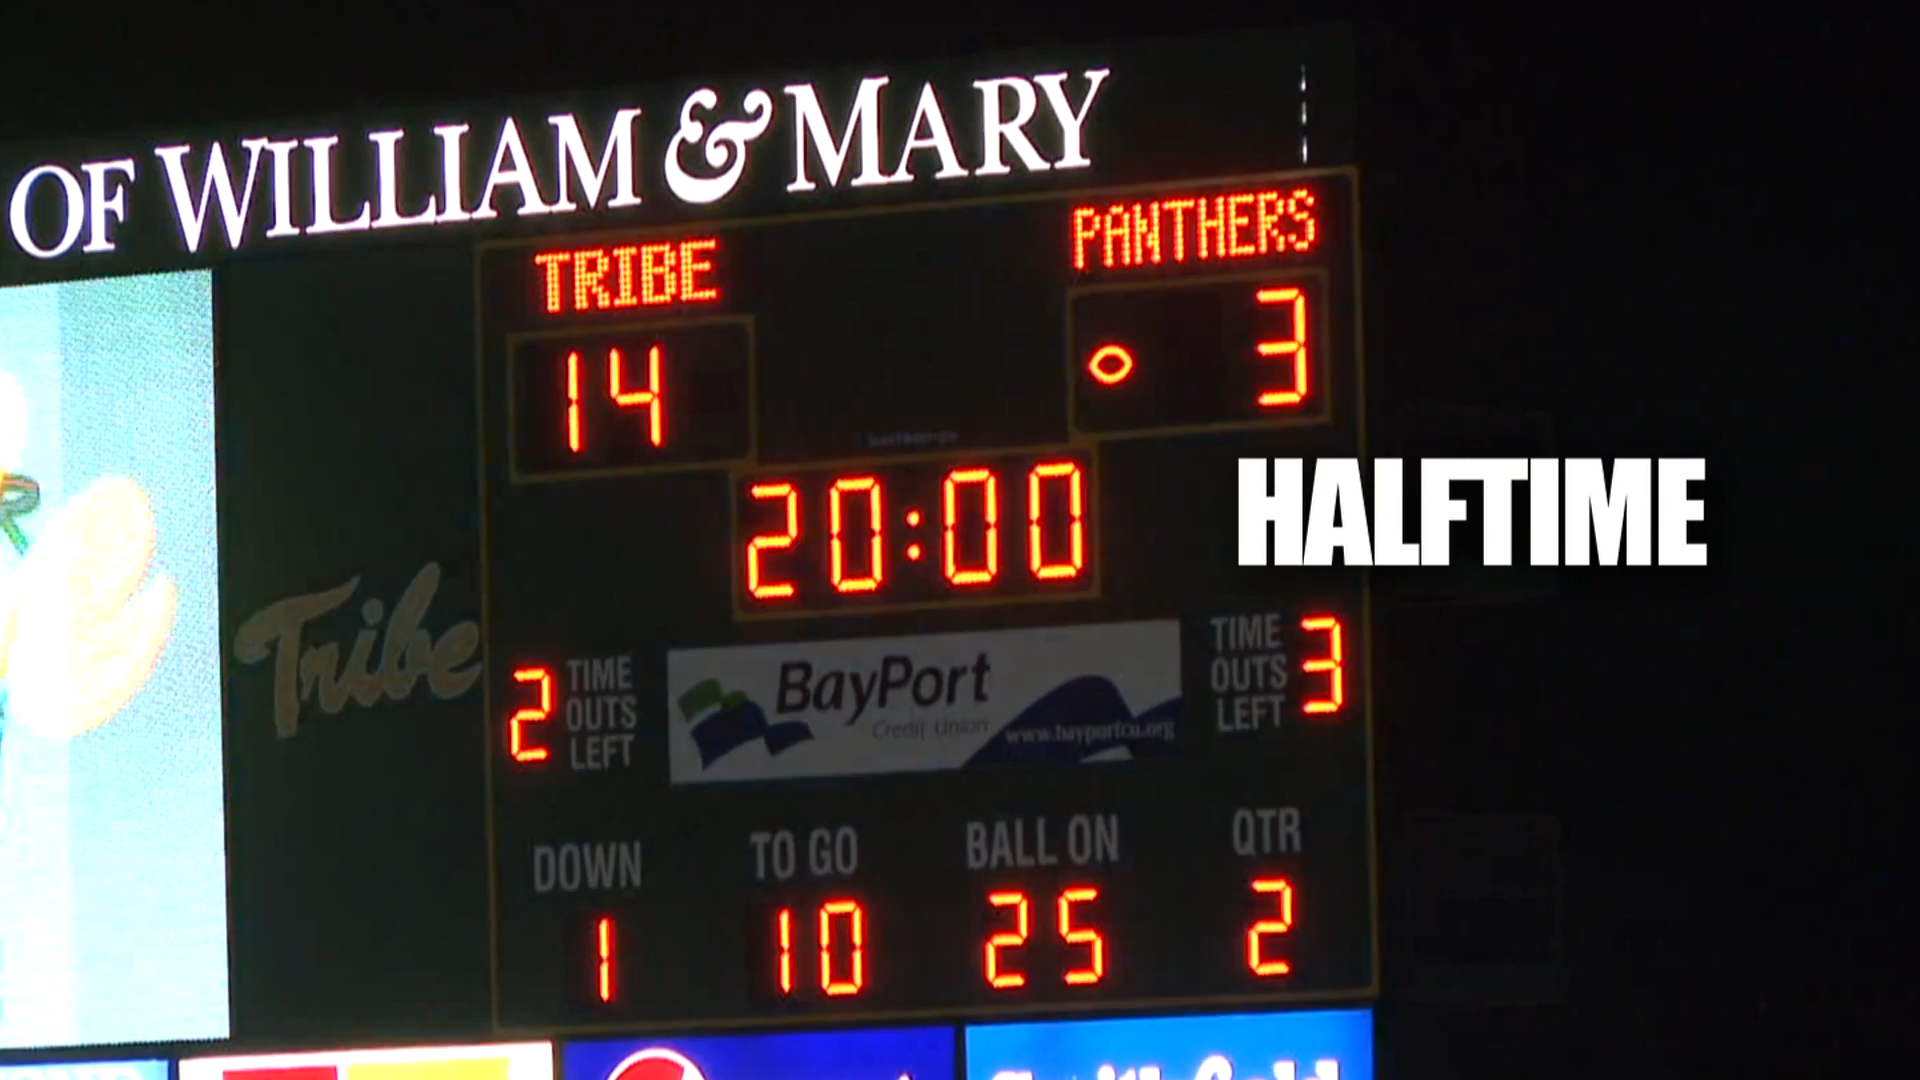 OF WILLIAM & MARY
TRIBE
PANTHERS
14
3
20:00
HALFTIME
Tribe
2
TIME
OUTS
LEFT
BayPort
Credit Union
www.bayportcu.org
TIME
OUTS
LEFT
3
DOWN
TO GO
BALL ON
QTR
1
10
25
2